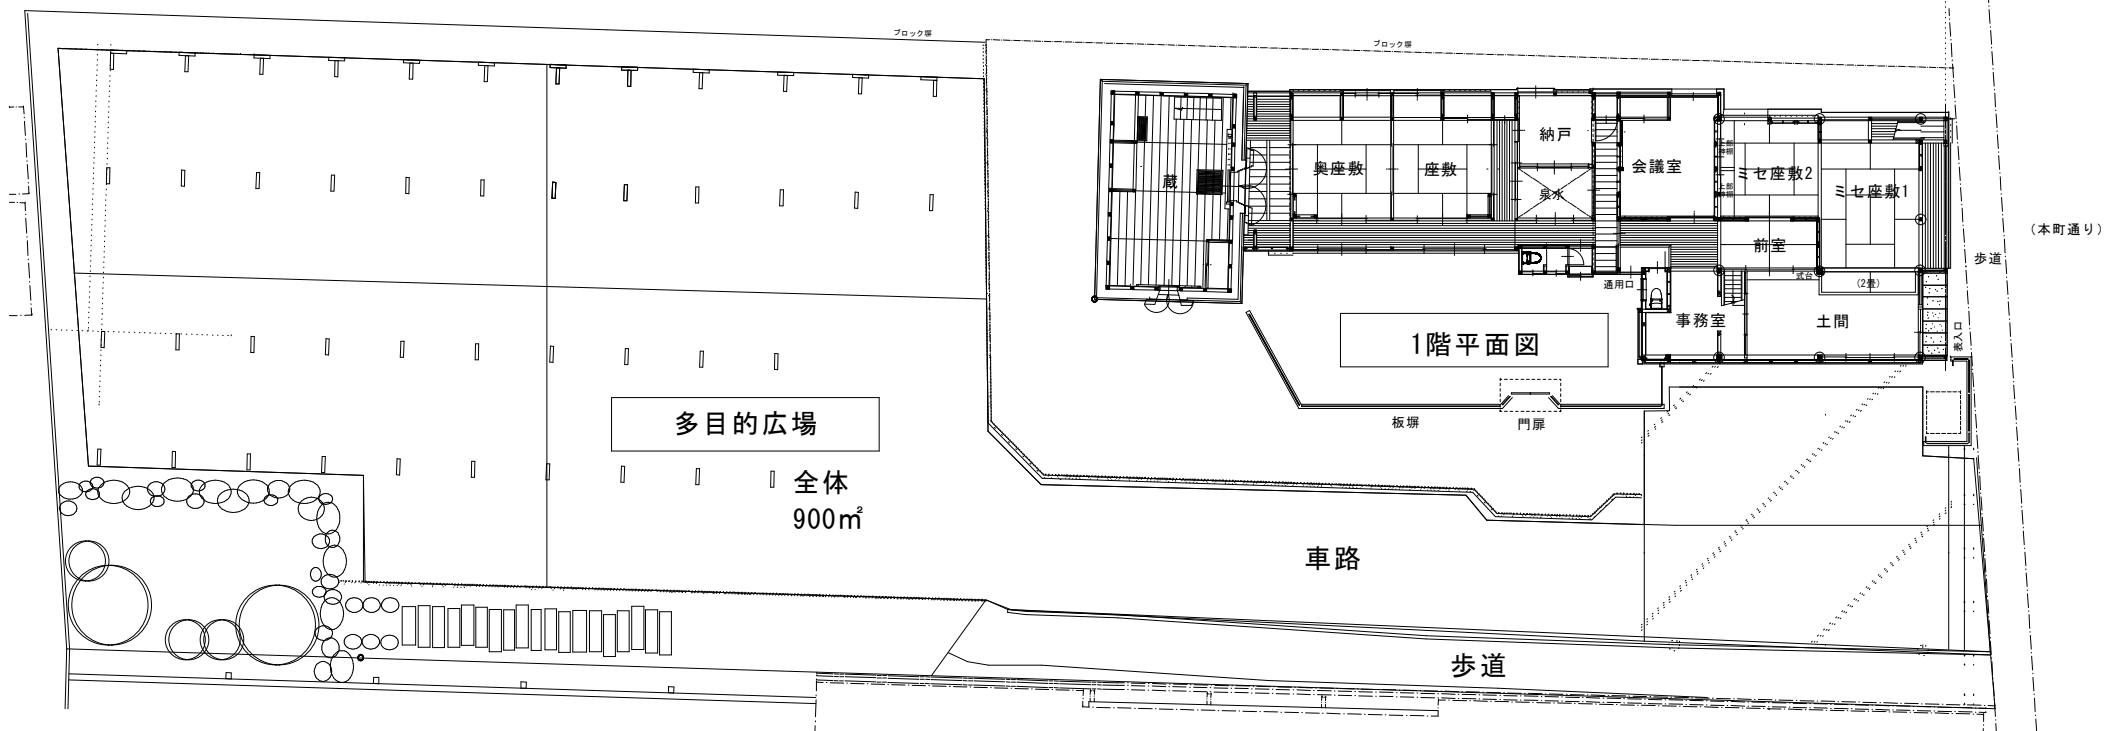 ブロック塀
ブロック塀
納戸
奥座敷
座敷
蔵
泉水
会議室
ミセ座敷2
ミセ座敷1
前室
(本町通り)
歩道
式台
(2畳)
通用口
事務室
土間
表入口
1階平面図
板塀
門扉
多目的広場
全体
900㎡
車路
歩道